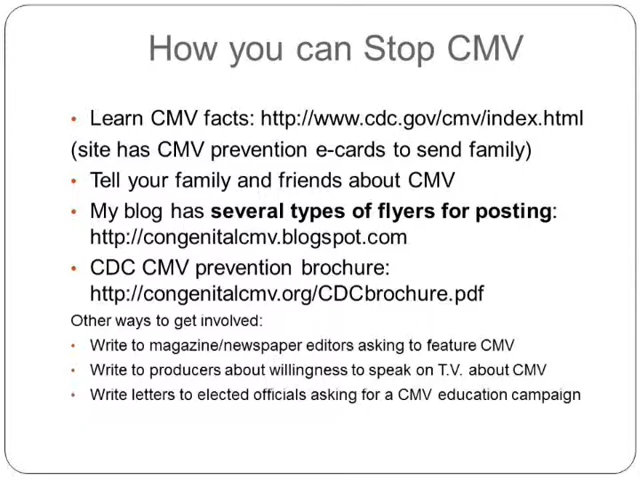 How you can Stop CMV
• Learn CMV facts: http://www.cdc.gov/cmv/index.html
(site has CMV prevention e-cards to send family)
• Tell your family and friends about CMV
• My blog has several types of flyers for posting:
http://congenitalcmv.blogspot.com
• CDC CMV prevention brochure:
http://congenitalcmv.org/CDCbrochure.pdf
Other ways to get involved:
• Write to magazine/newspaper editors asking to feature CMV
• Write to producers about willingness to speak on T.V. about CMV
• Write letters to elected officials asking for a CMV education campaign